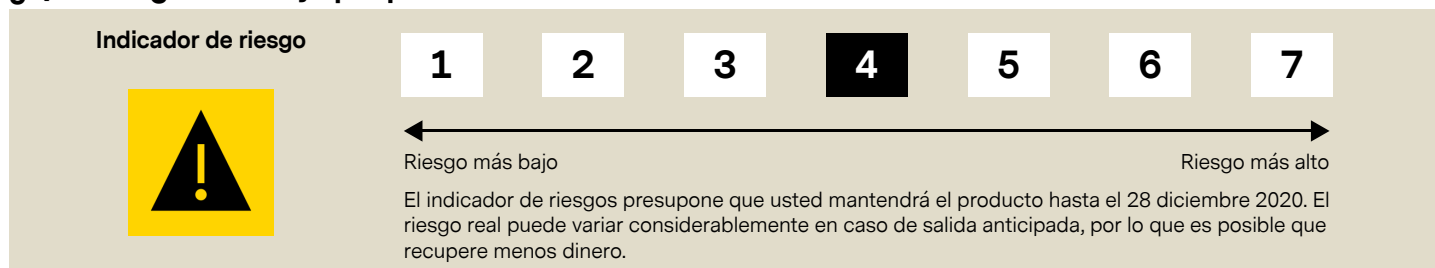 Indicador de riesgo
1 2 3 4 5 6 7
Riesgo más bajo Riesgo más alto
El indicador de riesgos presupone que usted mantendrá el producto hasta el 28 diciembre 2020. El
riesgo real puede variar considerablemente en caso de salida anticipada, por lo que es posible que
recupere menos dinero.